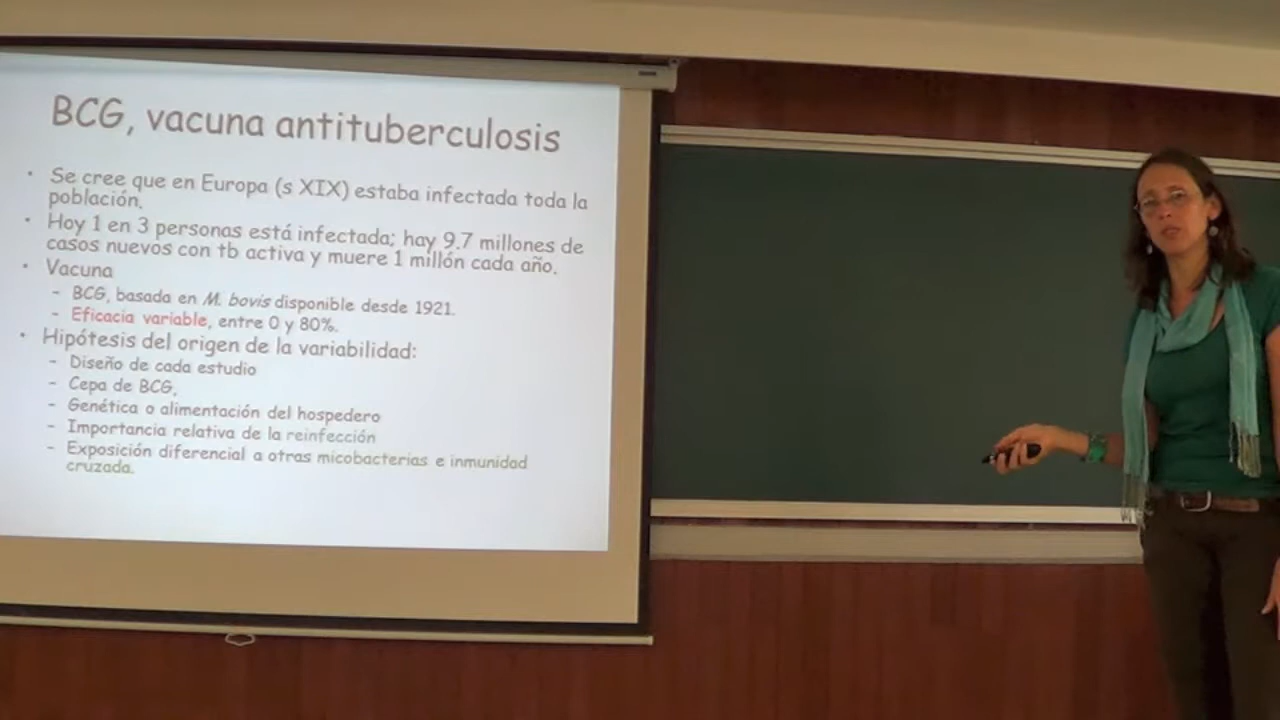 BCG, vacuna antituberculosis
• Se cree que en Europa (s XIX) estaba infectada toda la
población.
• Hoy 1 en 3 personas está infectada; hay 9.7 millones de
casos nuevos con tb activa y muere 1 millón cada año.
• Vacuna
- BCG, basada en M. bovis disponible desde 1921.
- Eficacia variable, entre 0 y 80%.
• Hipótesis del origen de la variabilidad:
- Diseño de cada estudio
- Cepa de BCG,
- Genética o alimentación del hospedero
- Importancia relativa de la reinfección
- Exposición diferencial a otras micobacterias e inmunidad
cruzada.